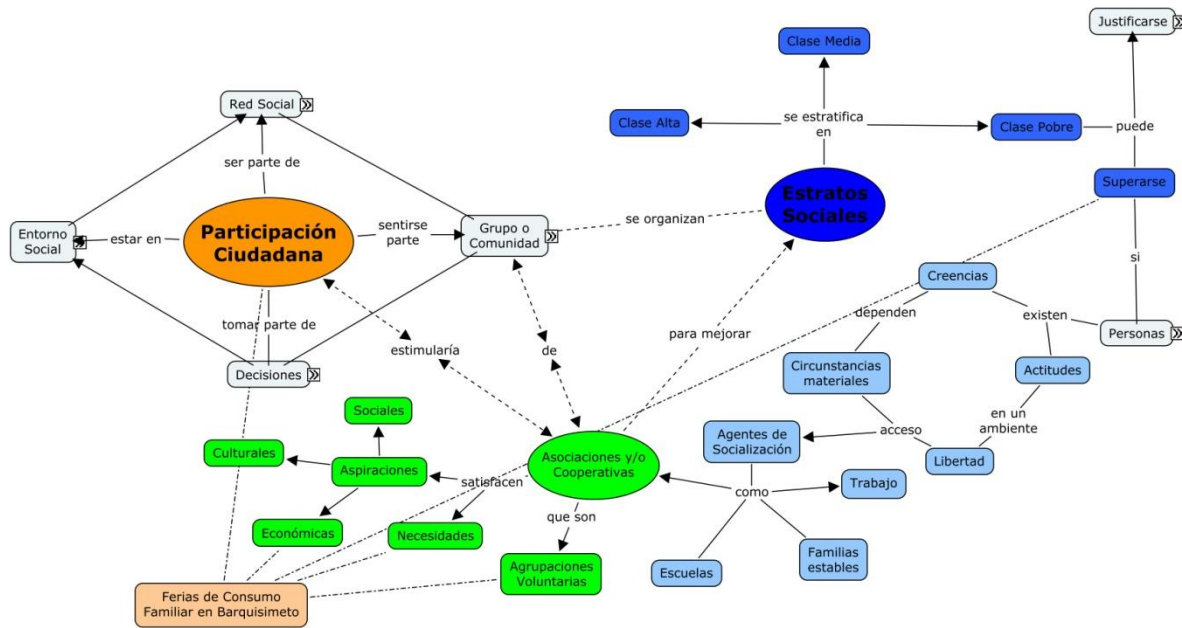 Justificarse
Clase Media
Red Social
Clase Alta
se estratifica
en
Clase Pobre
puede
ser parte de
Superarse
Estratos
Sociales
Entorno
Social
estar en
Participación
Ciudadana
sentirse
parte
Grupo o
Comunidad
se organizan
si
Creencias
dependen
existen
Personas
tomar parte de
estimularía
de
para mejorar
Decisiones
Circunstancias
materiales
Actitudes
Sociales
en un
ambiente
Culturales
Aspiraciones
satisfacen
Asociaciones y/o
Cooperativas
Agentes de
Socialización
acceso
Libertad
como
Trabajo
Económicas
Necesidades
que son
Agrupaciones
Voluntarias
Escuelas
Familias
estables
Ferias de Consumo
Familiar en Barquisimeto